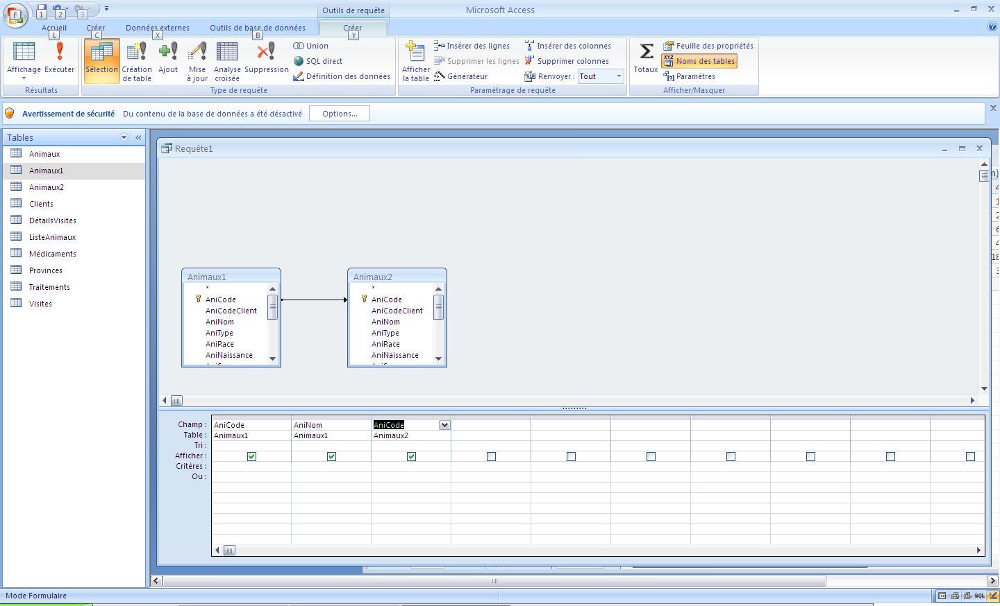 Outils de requête
Microsoft Access
F
1
2
3
Accueil
Créer
Données externes
Outils de base de données
Créer
L
C
X
B
Y
Affichage
Exécuter
Résultats
Sélection
Création
de table
Ajout
Mise
à jour
Analyse
croisée
Suppression
Union
SQL direct
Définition des données
Type de requête
Afficher
la table
Insérer des lignes
Supprimer les lignes
Générateur
Insérer des colonnes
Supprimer colonnes
Renvoyer : Tout
Paramétrage de requête
Totaux
Feuille des propriétés
XYZ
Noms des tables
Paramètres
Afficher/Masquer
Avertissement de sécurité Du contenu de la base de données a été désactivé Options...
Tables
«
Animaux
Animaux1
Animaux2
Clients
DétailsVisites
ListeAnimaux
Médicaments
Provinces
Traitements
Visites
Requête1
Animaux1
*
AniCode
AniCodeClient
AniNom
AniType
AniRace
AniNaissance
Animaux2
*
AniCode
AniCodeClient
AniNom
AniType
AniRace
AniNaissance
Champ : AniCode AniNom AniCode
Table : Animaux1 Animaux1 Animaux2
Tri :
Afficher :
Critères :
Ou :
Mode Formulaire
SQL